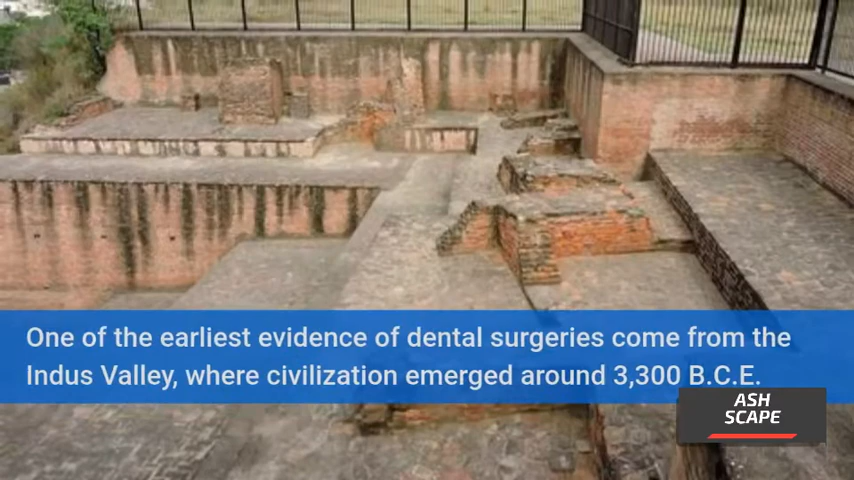 One of the earliest evidence of dental surgeries come from the
Indus Valley, where civilization emerged around 3,300 B.C.E.
ASH
SCAPE